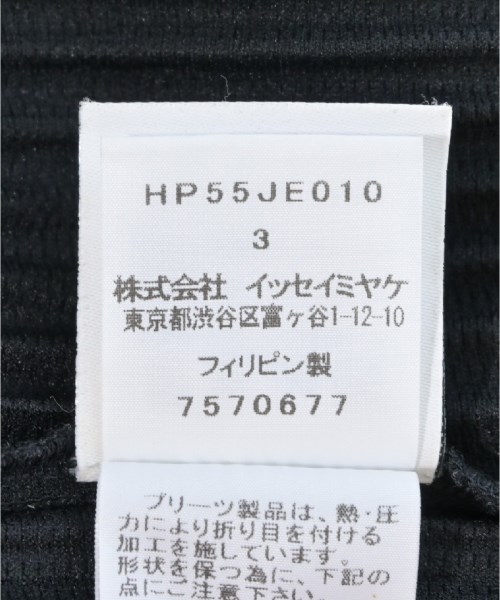 HP55JE010
3
株式会社 イッセイミヤケ
東京都渋谷区富ヶ谷1-12-10
フィリピン製
7570677
プリーツ製品は、熱・圧
力により折り目を付ける
加工を施しています。
形状を保つ為に、下記の
点にご注意下さい。